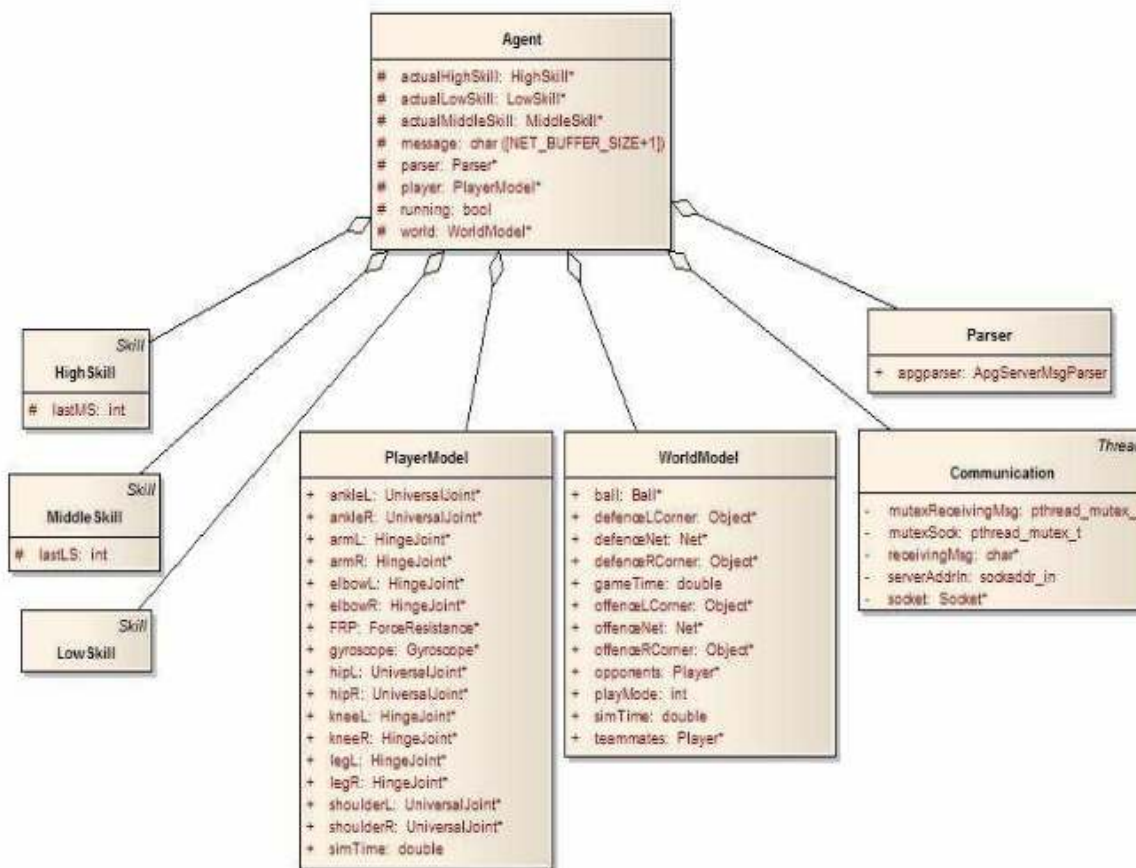 Agent
# actualHighSkill: HighSkill*
# actualLowSkill: LowSkill*
# actualMiddleSkill: MiddleSkill*
# message: char ([NET_BUFFER_SIZE+1])
# parser: Parser*
# player: PlayerModel*
# running: bool
# world: WorldModel*
Skill
HighSkill
# lastMS: int
Skill
MiddleSkill
# lastLS: int
Skill
LowSkill
PlayerModel
+ ankleL: UniversalJoint*
+ ankleR: UniversalJoint*
+ armL: HingeJoint*
+ armR: HingeJoint*
+ elbowL: HingeJoint*
+ elbowR: HingeJoint*
+ FRP: ForceResistance*
+ gyroscope: Gyroscope*
+ hipL: UniversalJoint*
+ hipR: UniversalJoint*
+ kneeL: HingeJoint*
+ kneeR: HingeJoint*
+ legL: HingeJoint*
+ legR: HingeJoint*
+ shoulderL: UniversalJoint*
+ shoulderR: UniversalJoint*
+ simTime: double
WorldModel
+ ball: Ball*
+ defenceLCorner: Object*
+ defenceNet: Net*
+ defenceRCorner: Object*
+ gameTime: double
+ offenceLCorner: Object*
+ offenceNet: Net*
+ offenceRCorner: Object*
+ opponents: Player*
+ playMode: int
+ simTime: double
+ teammates: Player*
Parser
+ apgparser: ApgServerMsgParser
Thread
Communication
- mutexReceivingMsg: pthread_mutex_
- mutexSock: pthread_mutex_t
- receivingMsg: char*
- serverAddrIn: sockaddr_in
- socket: Socket*